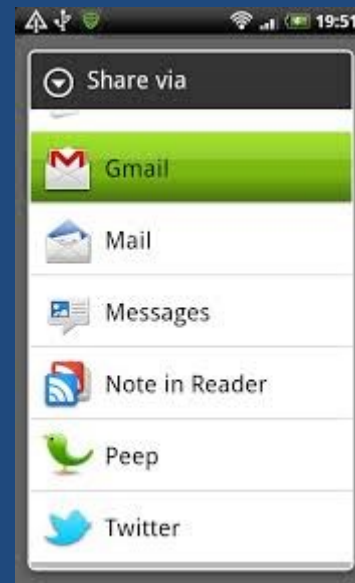 19:51
Share via
Gmail
Mail
Messages
Note in Reader
Peep
Twitter